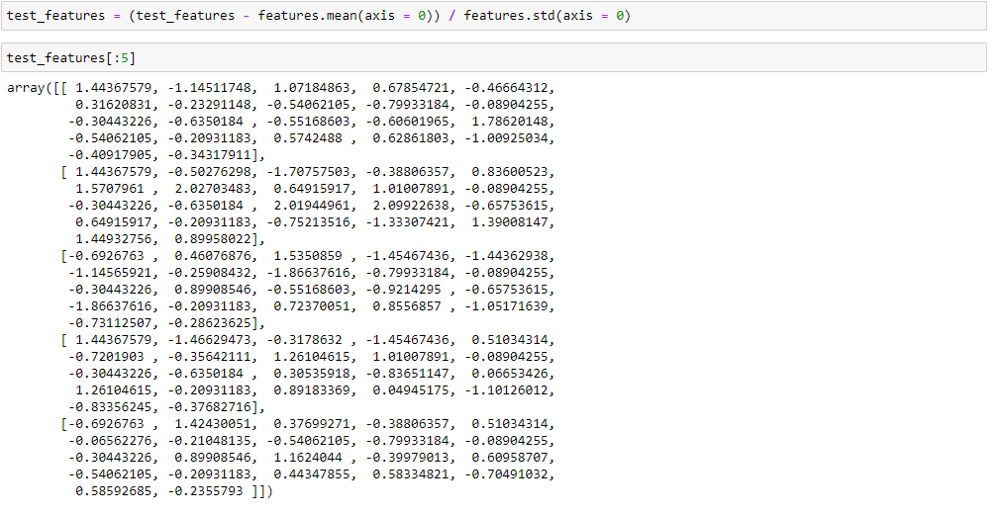 test_features = (test_features - features.mean(axis = 0)) / features.std(axis = 0)
test_features[:5]
array([[ 1.44367579, -1.14511748,  1.07184863,  0.67854721, -0.46664312,
         0.31620831, -0.23291148, -0.54062105, -0.79933184, -0.08904255,
        -0.30443226, -0.6350184 , -0.55168603, -0.60601965,  1.78620148,
        -0.54062105, -0.20931183,  0.5742488 ,  0.62861803, -1.00925034,
        -0.40917905, -0.34317911],
       [ 1.44367579, -0.50276298, -1.70757503, -0.38806357,  0.83600523,
         1.5707961 ,  2.02703483,  0.64915917,  1.01007891, -0.08904255,
        -0.30443226, -0.6350184 ,  2.01944961,  2.09922638, -0.65753615,
         0.64915917, -0.20931183, -0.75213516, -1.33307421,  1.39008147,
         1.44932756,  0.89958022],
       [-0.6926763 ,  0.46076876,  1.5350859 , -1.45467436, -1.44362938,
        -1.14565921, -0.25908432, -1.86637616, -0.79933184, -0.08904255,
        -0.30443226,  0.89908546, -0.55168603, -0.9214295 , -0.65753615,
        -1.86637616, -0.20931183,  0.72370051,  0.8556857 , -1.05171639,
        -0.73112507, -0.28623625],
       [ 1.44367579, -1.46629473, -0.3178632 , -1.45467436,  0.51034314,
        -0.7201903 , -0.35642111,  1.26104615,  1.01007891, -0.08904255,
        -0.30443226, -0.6350184 ,  0.30535918, -0.83651147,  0.06653426,
         1.26104615, -0.20931183,  0.89183369,  0.04945175, -1.10126012,
        -0.83356245, -0.37682716],
       [-0.6926763 ,  1.42430051,  0.37699271, -0.38806357,  0.51034314,
        -0.06562276, -0.21048135, -0.54062105, -0.79933184, -0.08904255,
        -0.30443226,  0.89908546,  1.1624044 , -0.39979013,  0.60958707,
        -0.54062105, -0.20931183,  0.44347855,  0.58334821, -0.70491032,
         0.58592685, -0.2355793 ]])